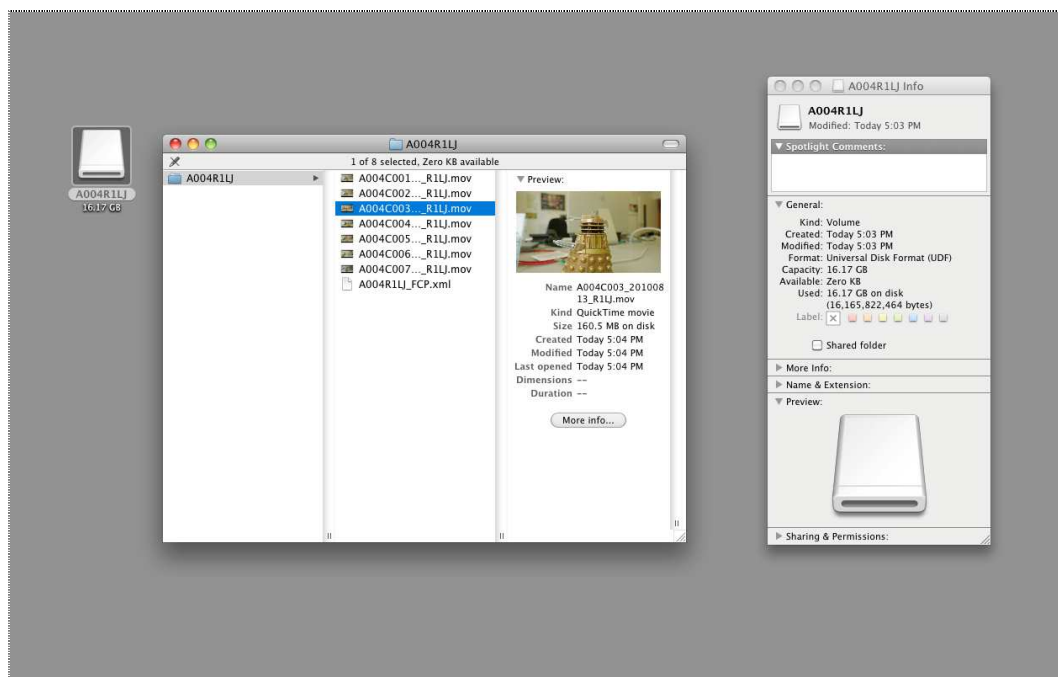 A004R1LJ
16.17 GB
A004R1LJ
1 of 8 selected, Zero KB available
A004R1LJ
A004C001..._R1LJ.mov
A004C002..._R1LJ.mov
A004C003..._R1LJ.mov
A004C004..._R1LJ.mov
A004C005..._R1LJ.mov
A004C006..._R1LJ.mov
A004C007..._R1LJ.mov
A004R1LJ_FCP.xml
Preview:
Name A004C003_201008
13_R1LJ.mov
Kind QuickTime movie
Size 160.5 MB on disk
Created Today 5:04 PM
Modified Today 5:04 PM
Last opened Today 5:04 PM
Dimensions --
Duration --
More info...
A004R1LJ Info
A004R1LJ
Modified: Today 5:03 PM
Spotlight Comments:
General:
Kind: Volume
Created: Today 5:03 PM
Modified: Today 5:03 PM
Format: Universal Disk Format (UDF)
Capacity: 16.17 GB
Available: Zero KB
Used: 16.17 GB on disk
(16,165,822,464 bytes)
Label:
Shared folder
More Info:
Name & Extension:
Preview:
Sharing & Permissions: